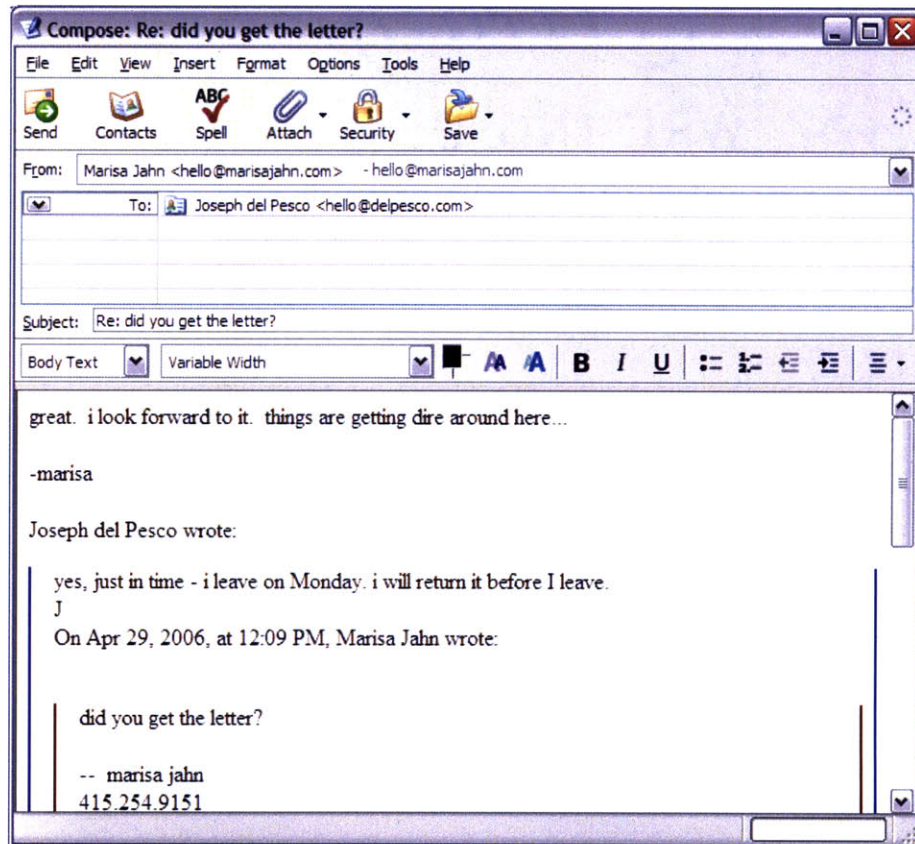 Compose: Re: did you get the letter?
File Edit View Insert Format Options Tools Help
ABC
Send Contacts Spell Attach Security Save
From: Marisa Jahn <hello@marisajahn.com> - hello@marisajahn.com
To: Joseph del Pesco <hello@delpesco.com>
Subject: Re: did you get the letter?
Body Text Variable Width B I U
great. i look forward to it. things are getting dire around here...
-marisa
Joseph del Pesco wrote:
yes, just in time - i leave on Monday. i will return it before I leave.
J
On Apr 29, 2006, at 12:09 PM, Marisa Jahn wrote:
did you get the letter?
-- marisa jahn
415.254.9151